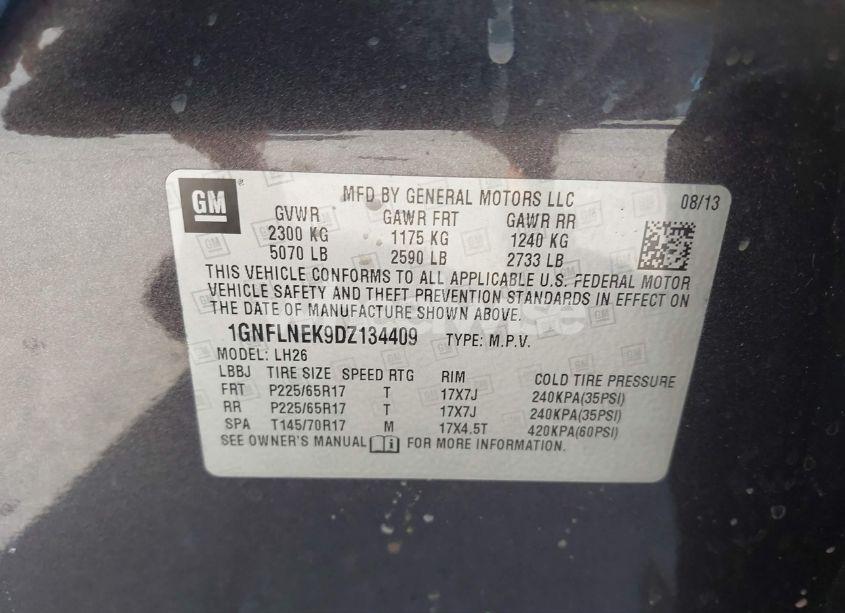 GM
MFD BY GENERAL MOTORS LLC 08/13
GVWR GAWR FRT GAWR RR
2300 KG 1175 KG 1240 KG
5070 LB 2590 LB 2733 LB
THIS VEHICLE CONFORMS TO ALL APPLICABLE U.S. FEDERAL MOTOR
VEHICLE SAFETY AND THEFT PREVENTION STANDARDS IN EFFECT ON
THE DATE OF MANUFACTURE SHOWN ABOVE.
1GNFLNEK9DZ134409 TYPE: M.P.V.
MODEL: LH26
LBBJ TIRE SIZE SPEED RTG RIM COLD TIRE PRESSURE
FRT P225/65R17 T 17X7J 240KPA(35PSI)
RR P225/65R17 T 17X7J 240KPA(35PSI)
SPA T145/70R17 M 17X4.5T 420KPA(60PSI)
SEE OWNER'S MANUAL FOR MORE INFORMATION.